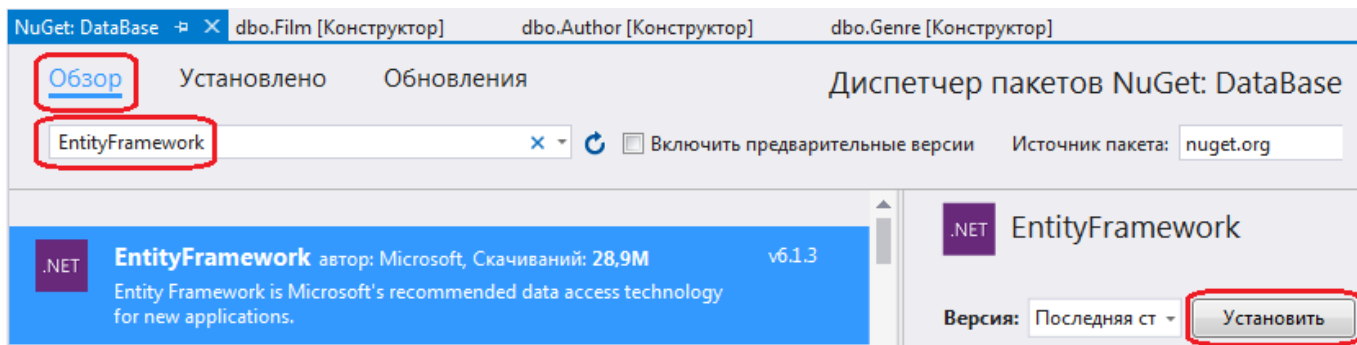 NuGet: DataBase dbo.Film [Конструктор] dbo.Author [Конструктор] dbo.Genre [Конструктор]
Обзор Установлено Обновления
Диспетчер пакетов NuGet: DataBase
EntityFramework Включить предварительные версии Источник пакета: nuget.org
.NET EntityFramework автор: Microsoft, Скачиваний: 28,9M v6.1.3
Entity Framework is Microsoft's recommended data access technology
for new applications.
.NET EntityFramework
Версия: Последняя ст Установить